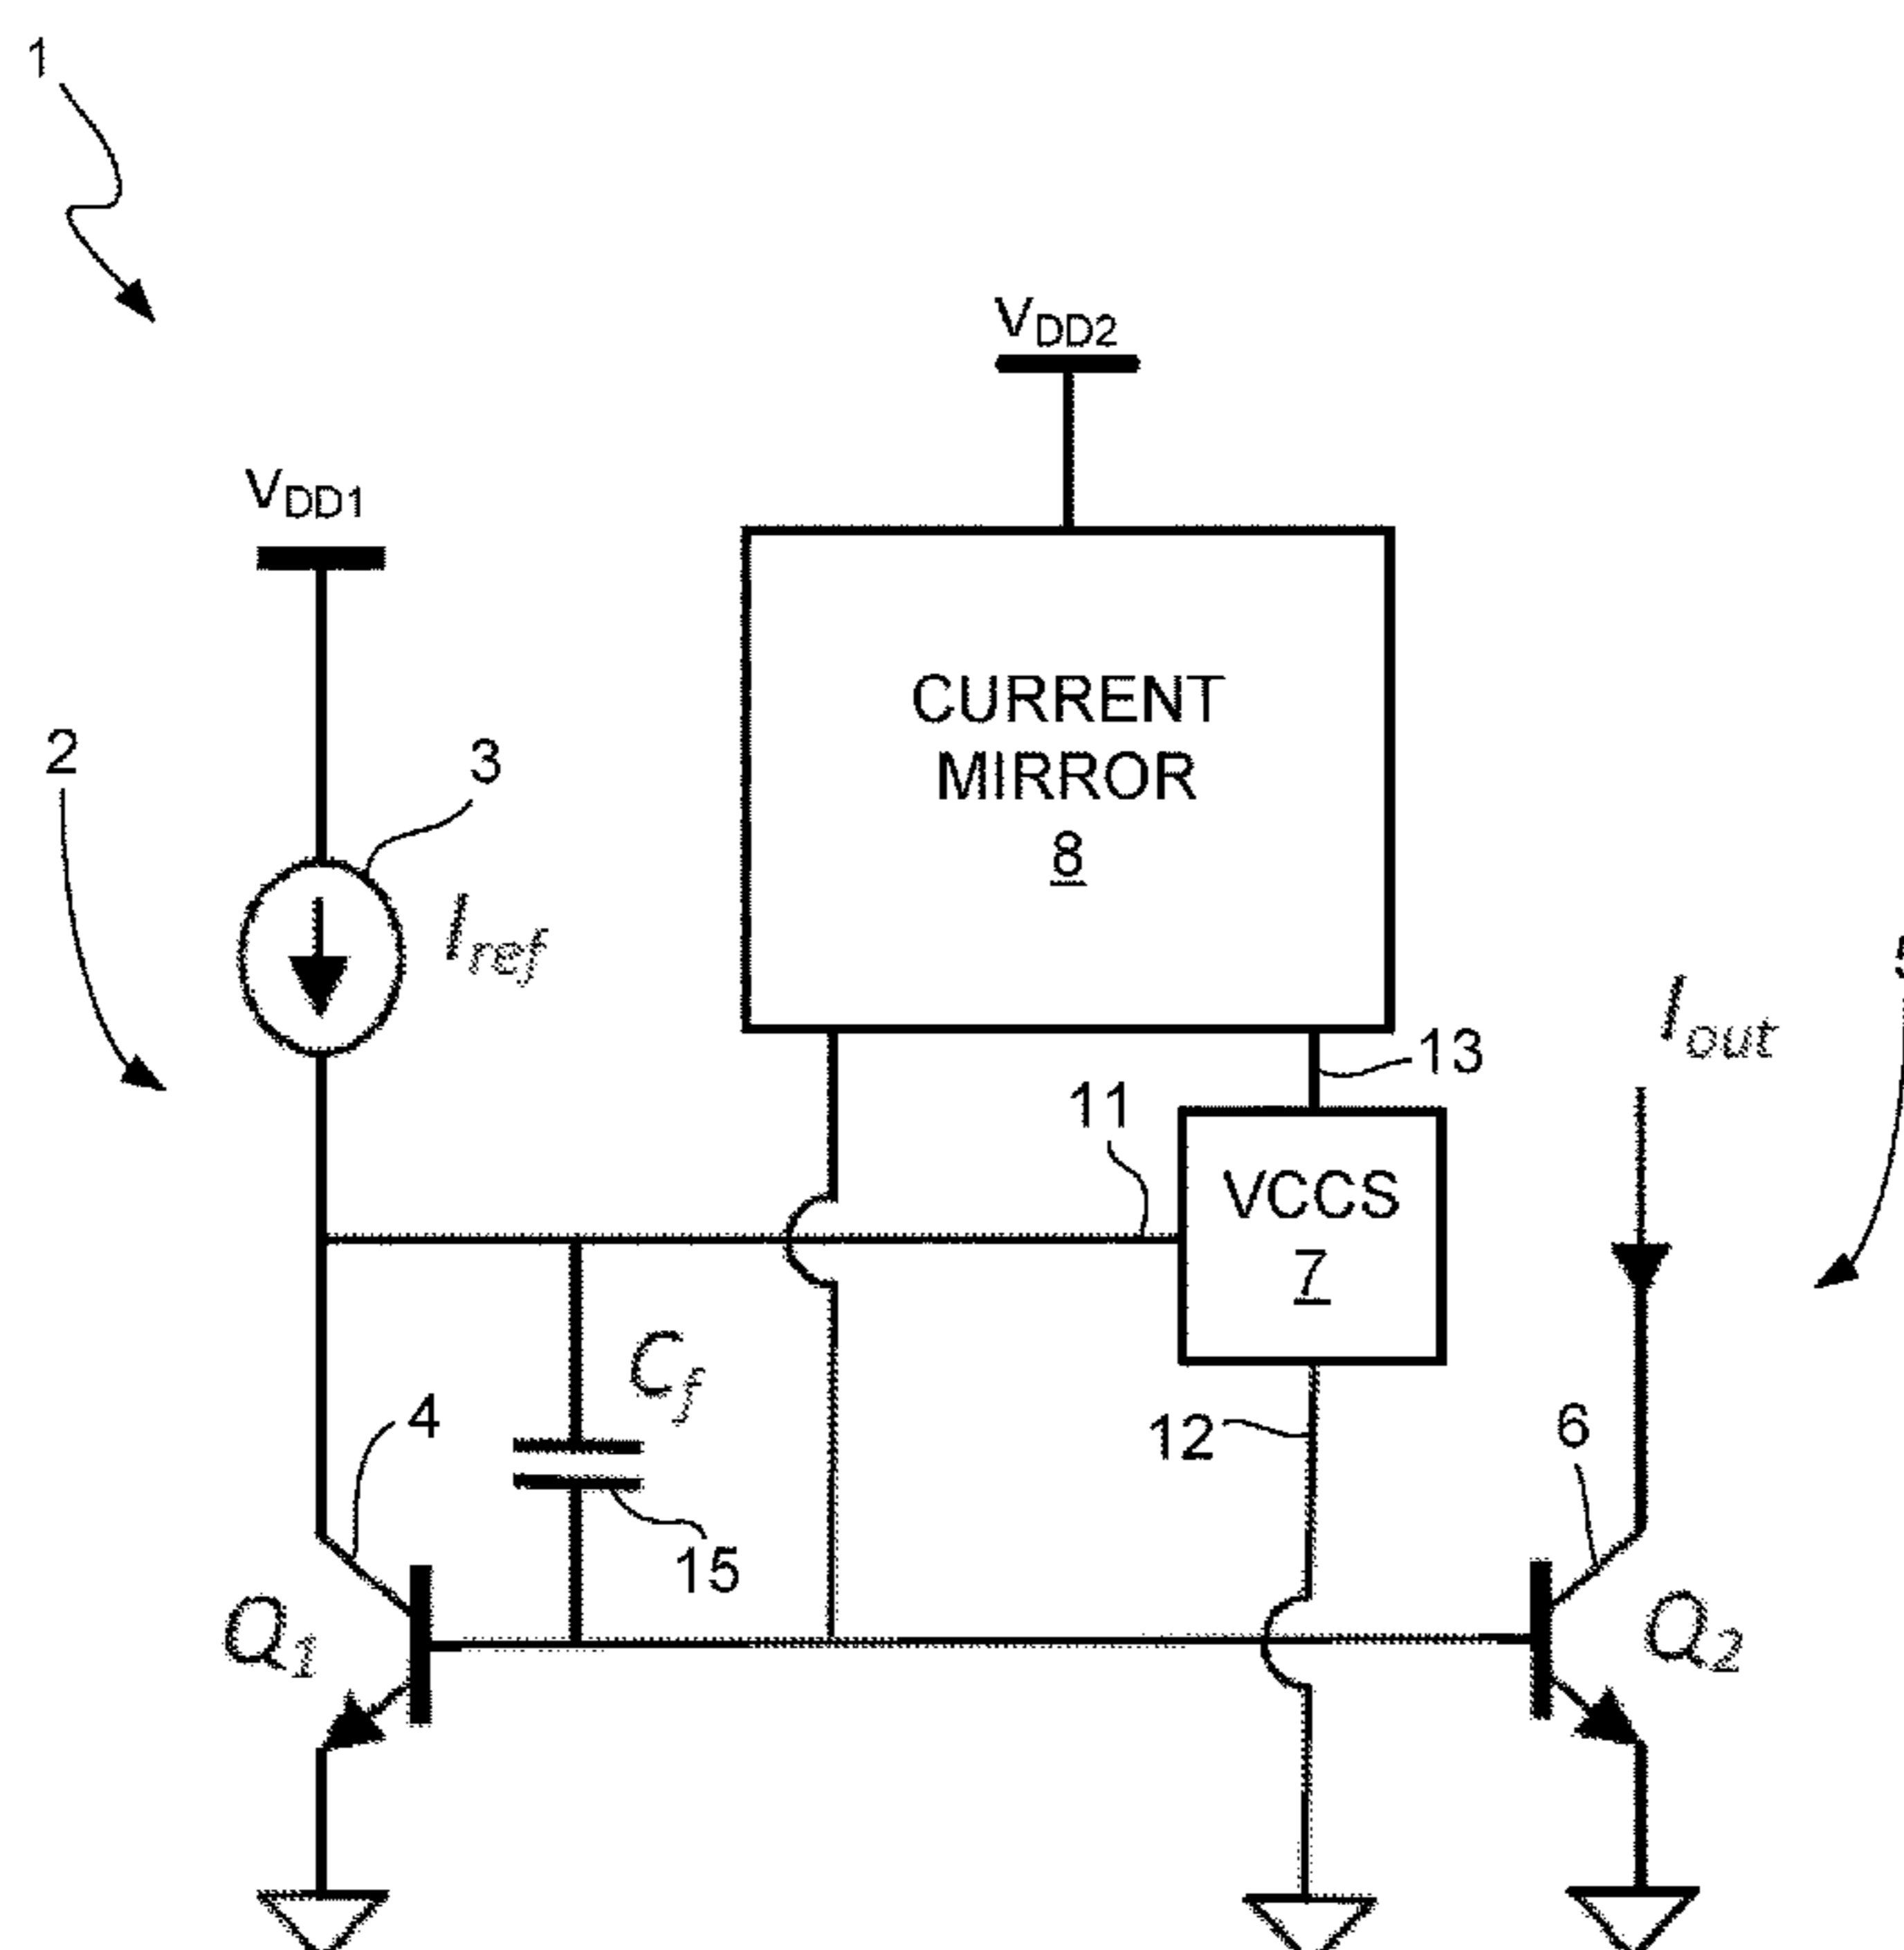 1
VDD2
VDD1
CURRENT
MIRROR
8
2
3
Iref
Iout
13
11
VCCS
7
Cf
4
12
6
15
Q1
Q2